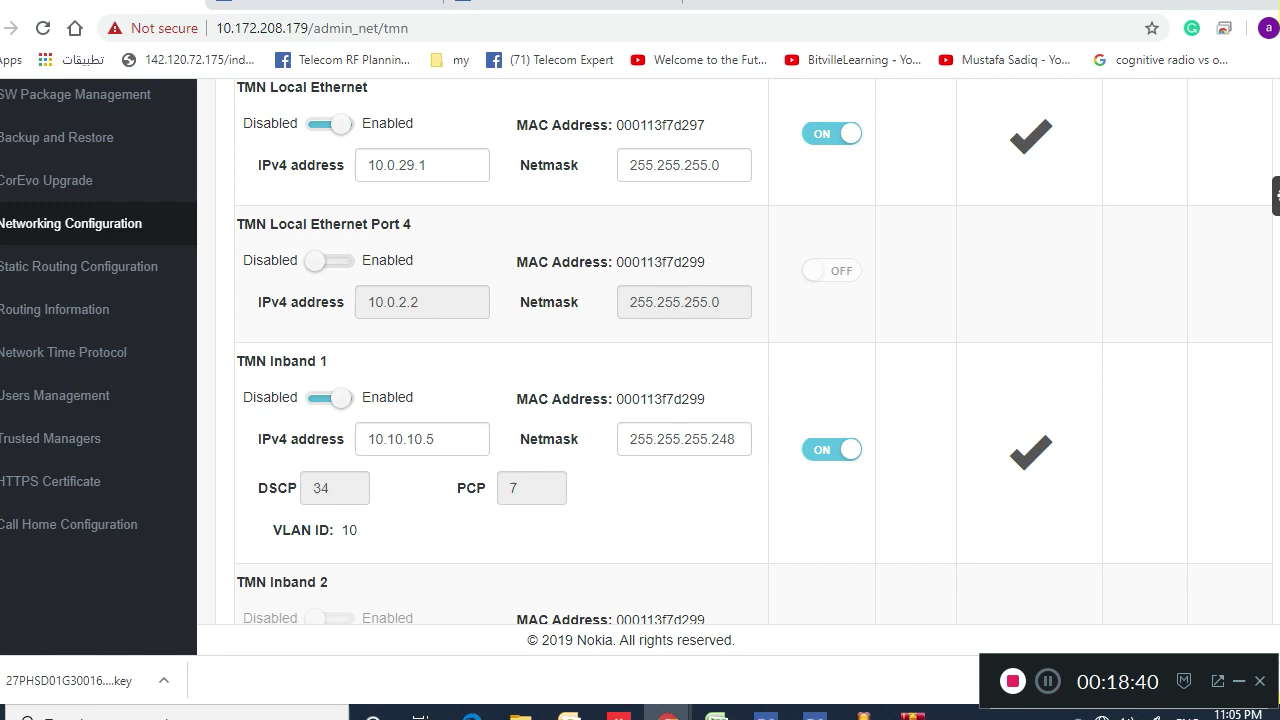 Not secure 10.172.208.179/admin_net/tmn a
Apps تطبيقات 142.120.72.175/ind... Telecom RF Plannin... my (71) Telecom Expert Welcome to the Fut... BitvilleLearning - Yo... Mustafa Sadiq - Yo... cognitive radio vs o...
SW Package Management
Backup and Restore
CorEvo Upgrade
Networking Configuration
Static Routing Configuration
Routing Information
Network Time Protocol
Users Management
Trusted Managers
HTTPS Certificate
Call Home Configuration
TMN Local Ethernet
Disabled Enabled MAC Address: 000113f7d297 ON
IPv4 address 10.0.29.1 Netmask 255.255.255.0
TMN Local Ethernet Port 4
Disabled Enabled MAC Address: 000113f7d299 OFF
IPv4 address 10.0.2.2 Netmask 255.255.255.0
TMN Inband 1
Disabled Enabled MAC Address: 000113f7d299
IPv4 address 10.10.10.5 Netmask 255.255.255.248 ON
DSCP 34 PCP 7
VLAN ID: 10
TMN Inband 2
Disabled Enabled MAC Address: 000113f7d299
© 2019 Nokia. All rights reserved.
27PHSD01G30016....key
00:18:40
11:05 PM